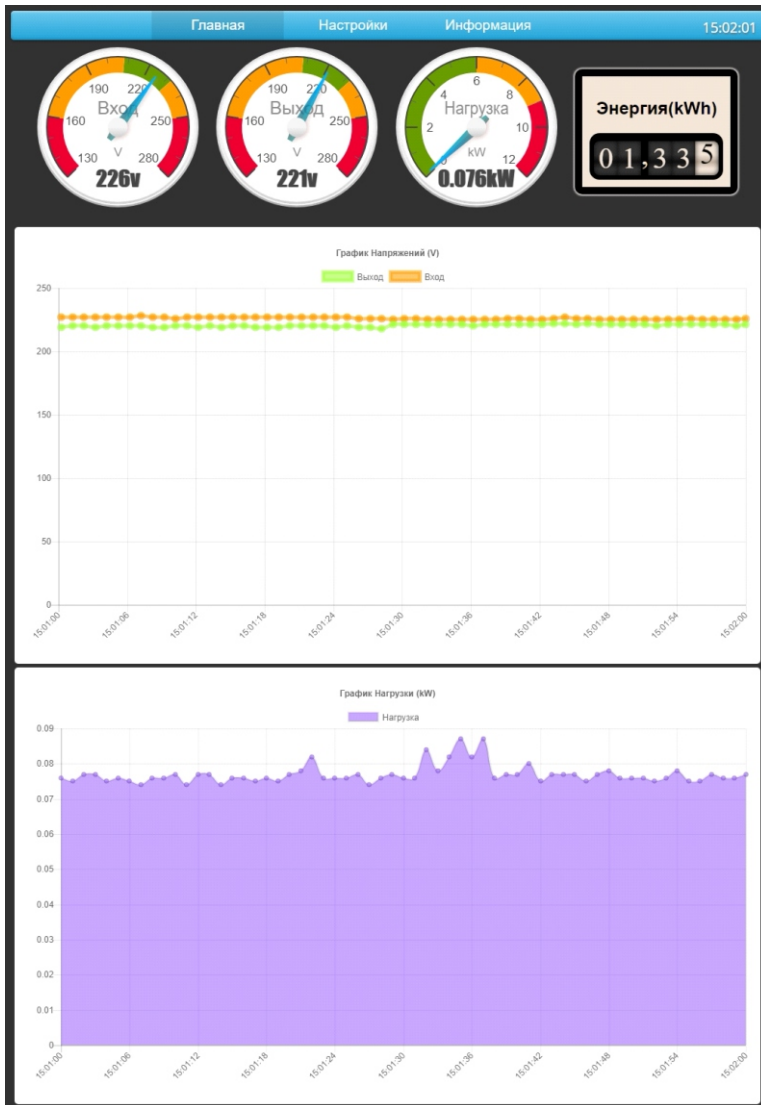 Главная Настройки Информация 15:02:01
130 160 190 220 250 280
Вход
V
226v
130 160 190 220 250 280
Выход
V
221v
0 2 4 6 8 10 12
Нагрузка
kW
0.076kW
Энергия(kWh)
01,335
График Напряжений (V)
Выход Вход
250
200
150
100
50
0
15:01:00 15:01:06 15:01:12 15:01:18 15:01:24 15:01:30 15:01:36 15:01:42 15:01:48 15:01:54 15:02:00
График Нагрузки (kW)
Нагрузка
0.09
0.08
0.07
0.06
0.05
0.04
0.03
0.02
0.01
0
15:01:00 15:01:06 15:01:12 15:01:18 15:01:24 15:01:30 15:01:36 15:01:42 15:01:48 15:01:54 15:02:00